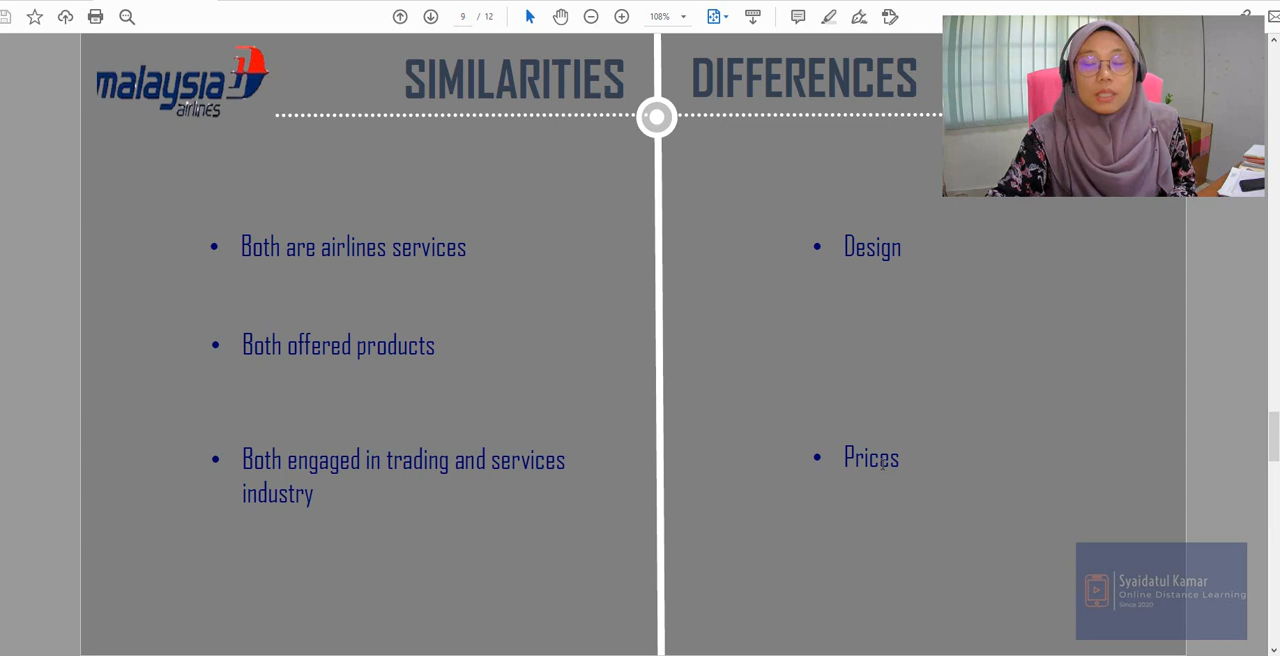 9 / 12
108%
malaysia
airlines
SIMILARITIES
DIFFERENCES
• Both are airlines services
• Both offered products
• Both engaged in trading and services
industry
• Design
• Prices
Syaidatul Kamar
Online Distance Learning
Since 2020